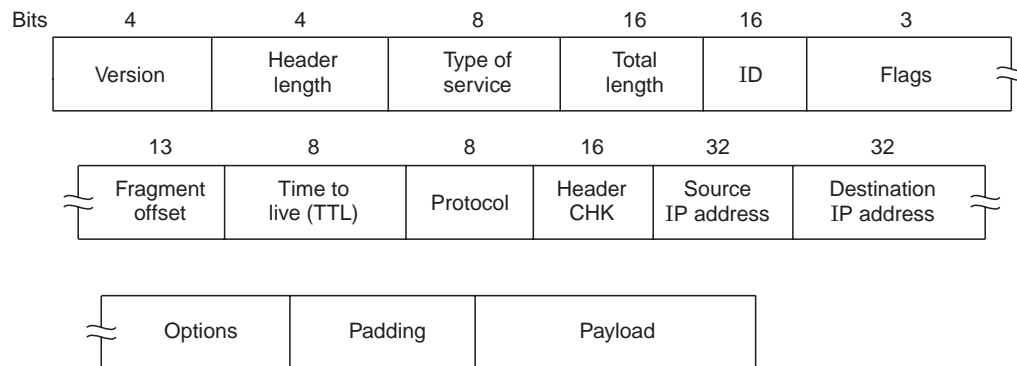 Bits 4 4 8 16 16 3
Version Header length Type of service Total length ID Flags
13 8 8 16 32 32
Fragment offset Time to live (TTL) Protocol Header CHK Source IP address Destination IP address
Options Padding Payload